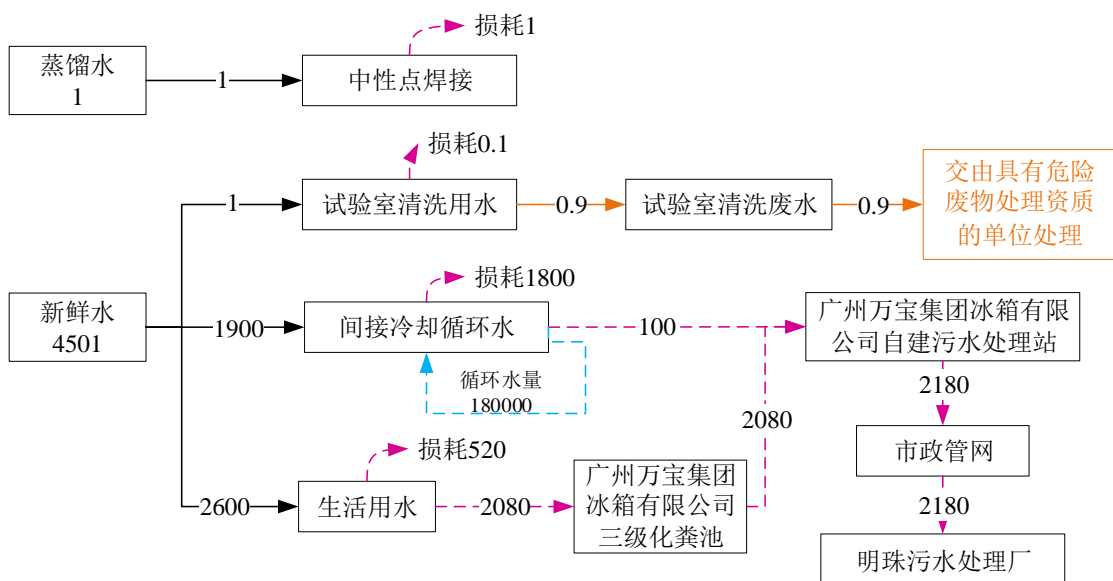 损耗1
蒸馏水
1
1
中性点焊接
损耗0.1
1
试验室清洗用水
0.9
试验室清洗废水
0.9
交由具有危险
废物处理资质
的单位处理
新鲜水
4501
损耗1800
1900
间接冷却循环水
100
广州万宝集团冰箱有限
公司自建污水处理站
循环水量
180000
2180
2080
市政管网
损耗520
2600
生活用水
2080
广州万宝集团
冰箱有限公司
三级化粪池
2180
明珠污水处理厂